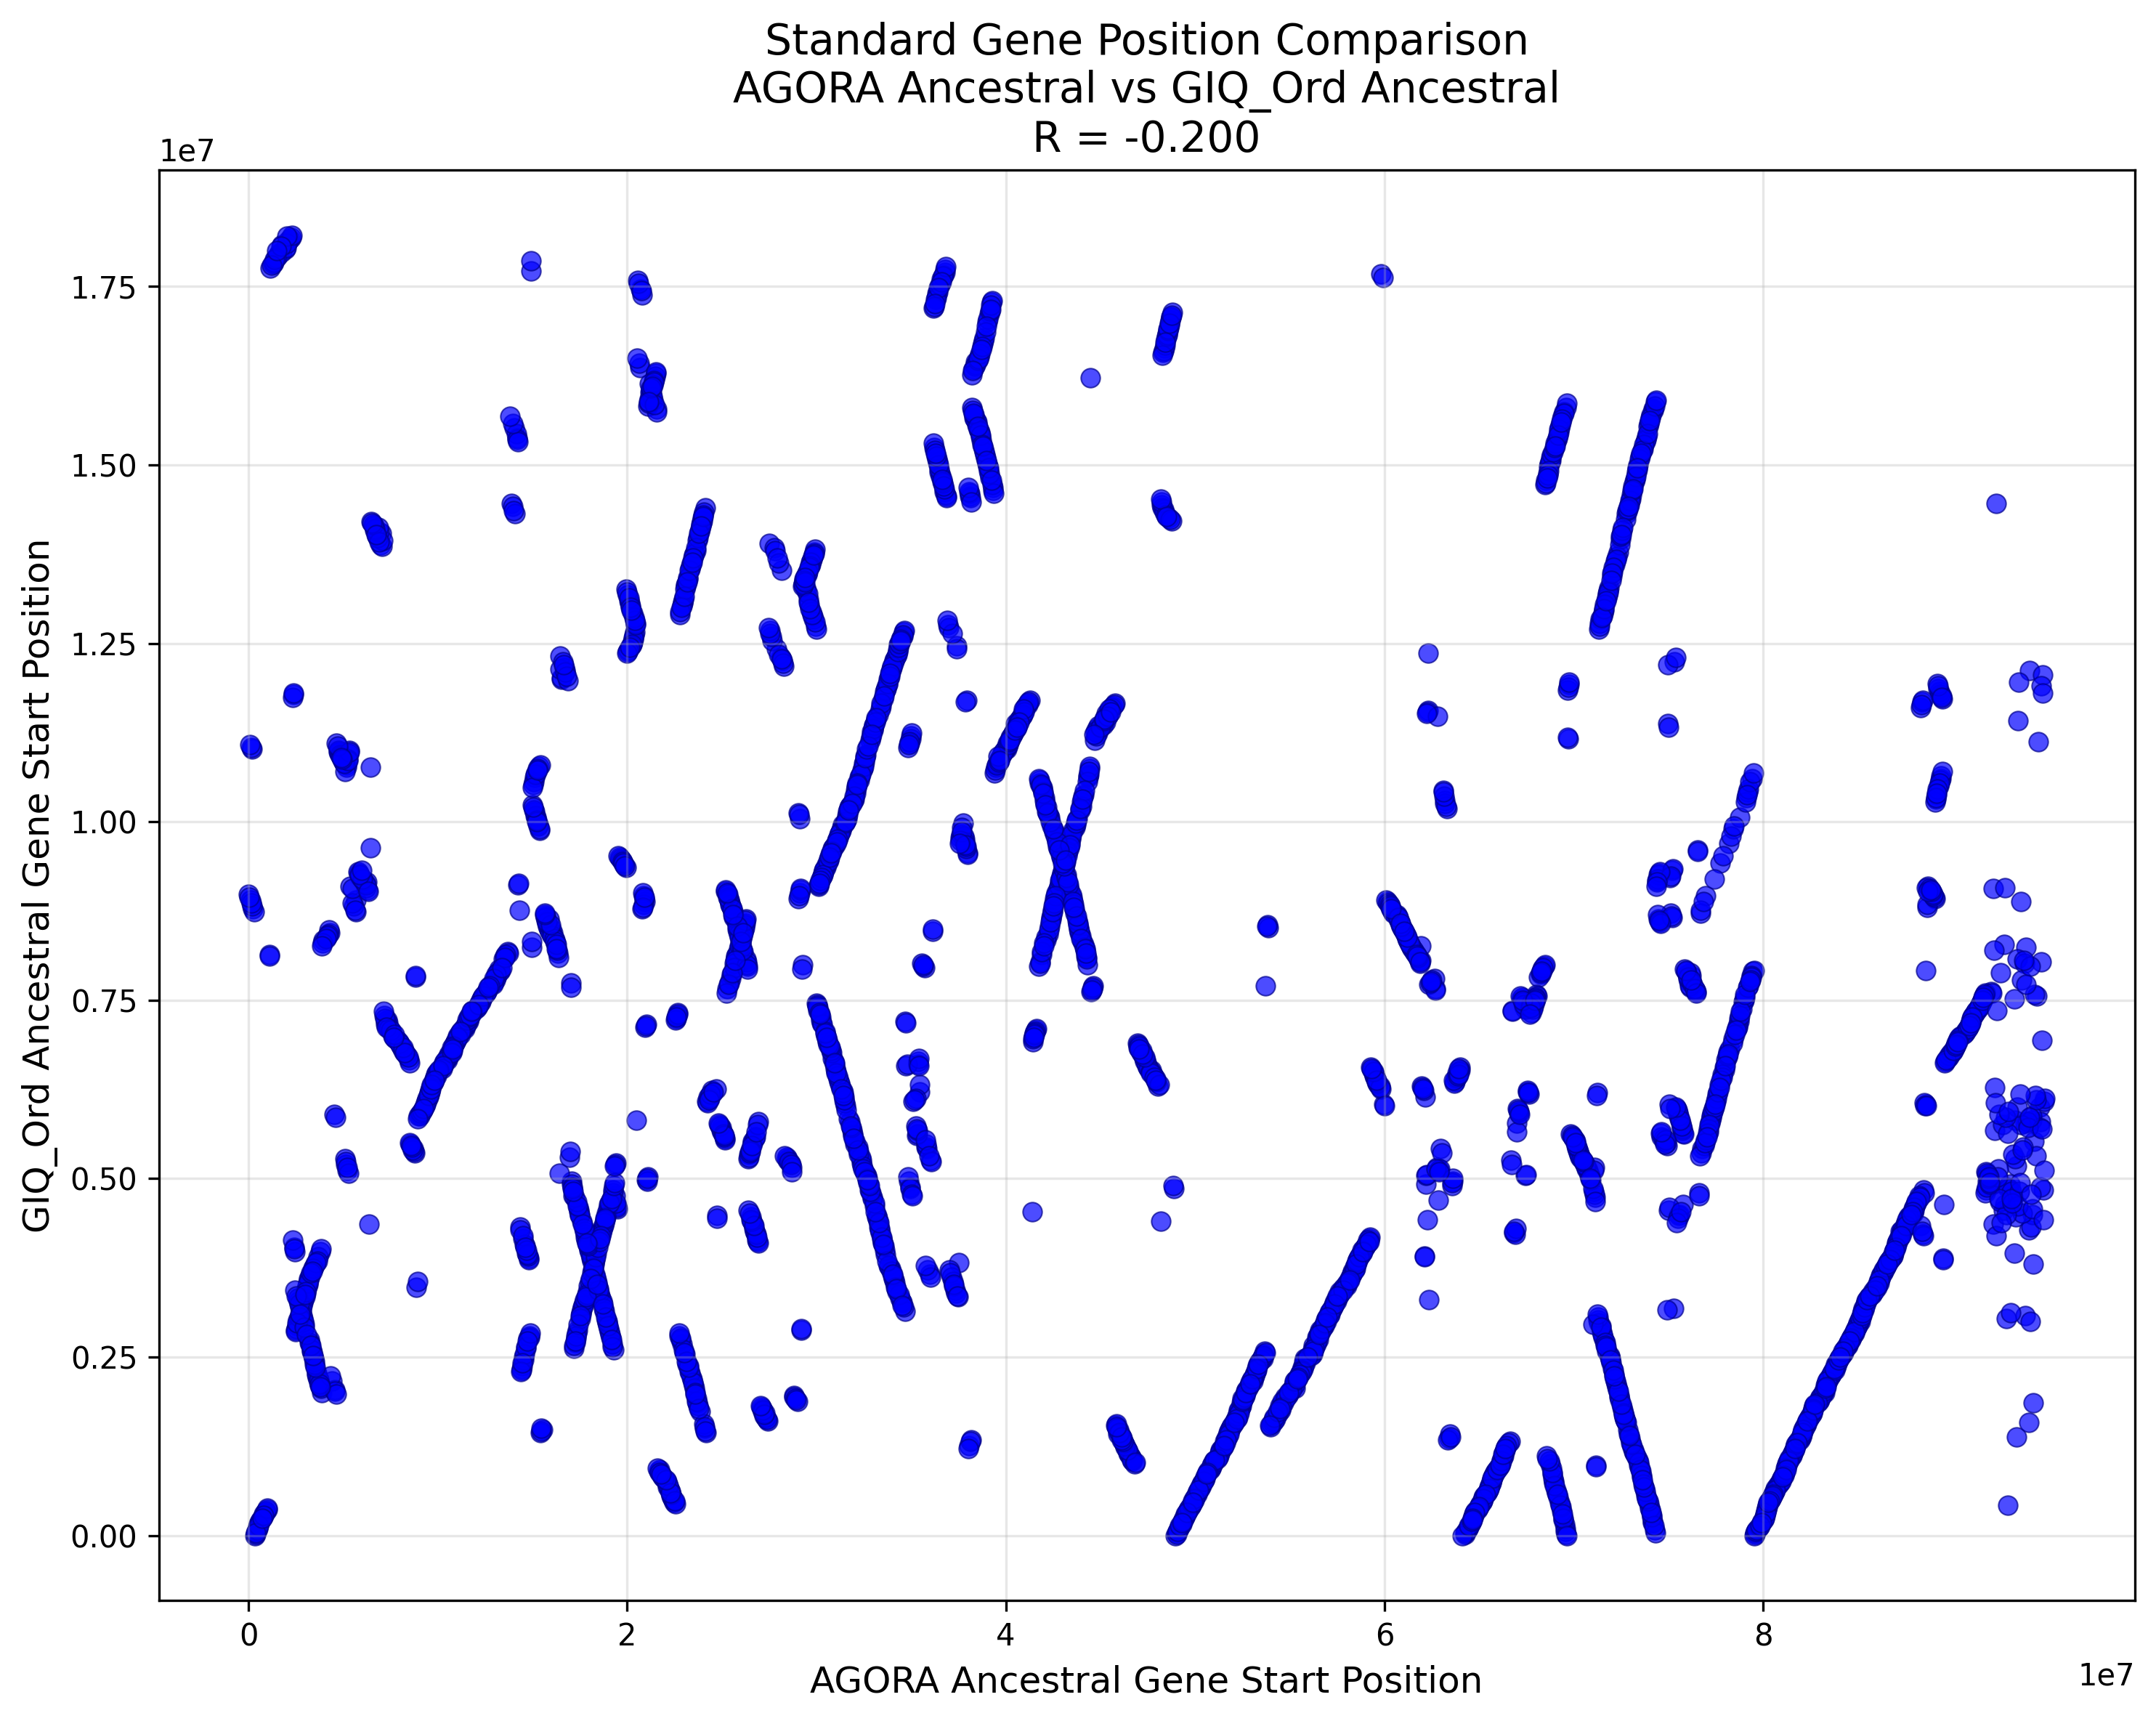 Standard Gene Position Comparison
AGORA Ancestral vs GIQ_Ord Ancestral
R = -0.200
1e7
1.75
1.50
1.25
1.00
0.75
0.50
0.25
0.00
GIQ_Ord Ancestral Gene Start Position
0 2 4 6 8
1e7
AGORA Ancestral Gene Start Position